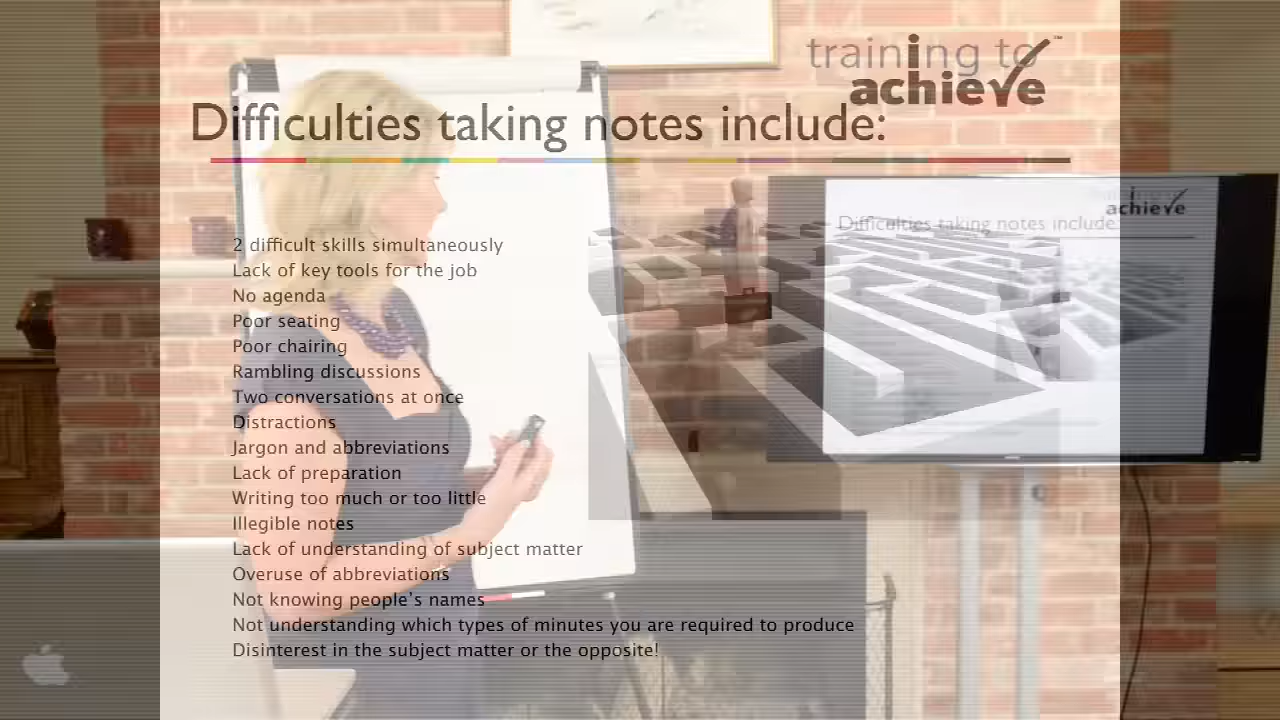 training to
achieve
Difficulties taking notes include:
achieve
Difficulties taking notes include:
2 difficult skills simultaneously
Lack of key tools for the job
No agenda
Poor seating
Poor chairing
Rambling discussions
Two conversations at once
Distractions
Jargon and abbreviations
Lack of preparation
Writing too much or too little
Illegible notes
Lack of understanding of subject matter
Overuse of abbreviations
Not knowing people's names
Not understanding which types of minutes you are required to produce
Disinterest in the subject matter or the opposite!